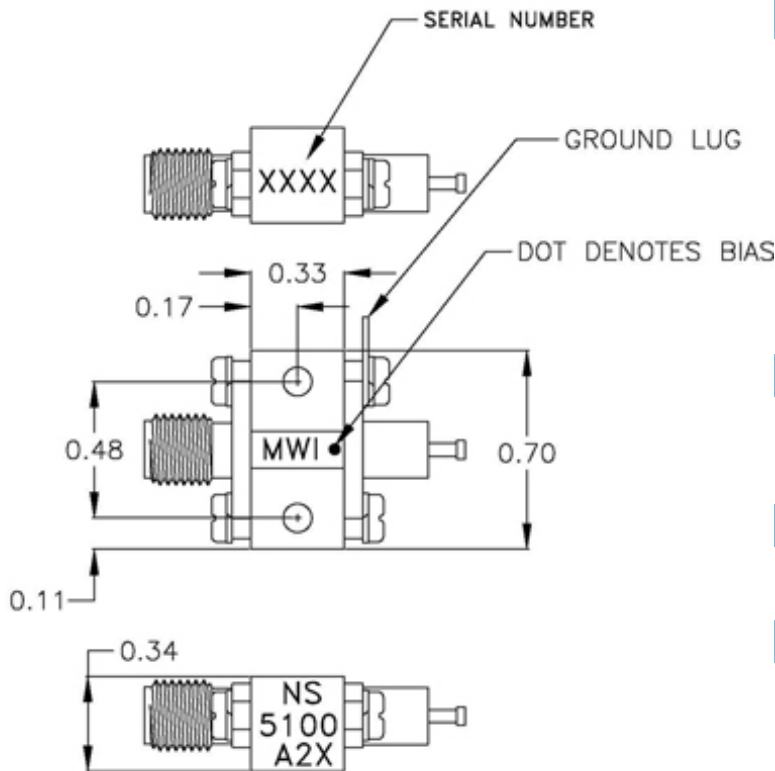 SERIAL NUMBER
XXXX
GROUND LUG
DOT DENOTES BIAS
0.33
0.17
MWI
0.48
0.70
0.11
0.34
NS
5100
A2X